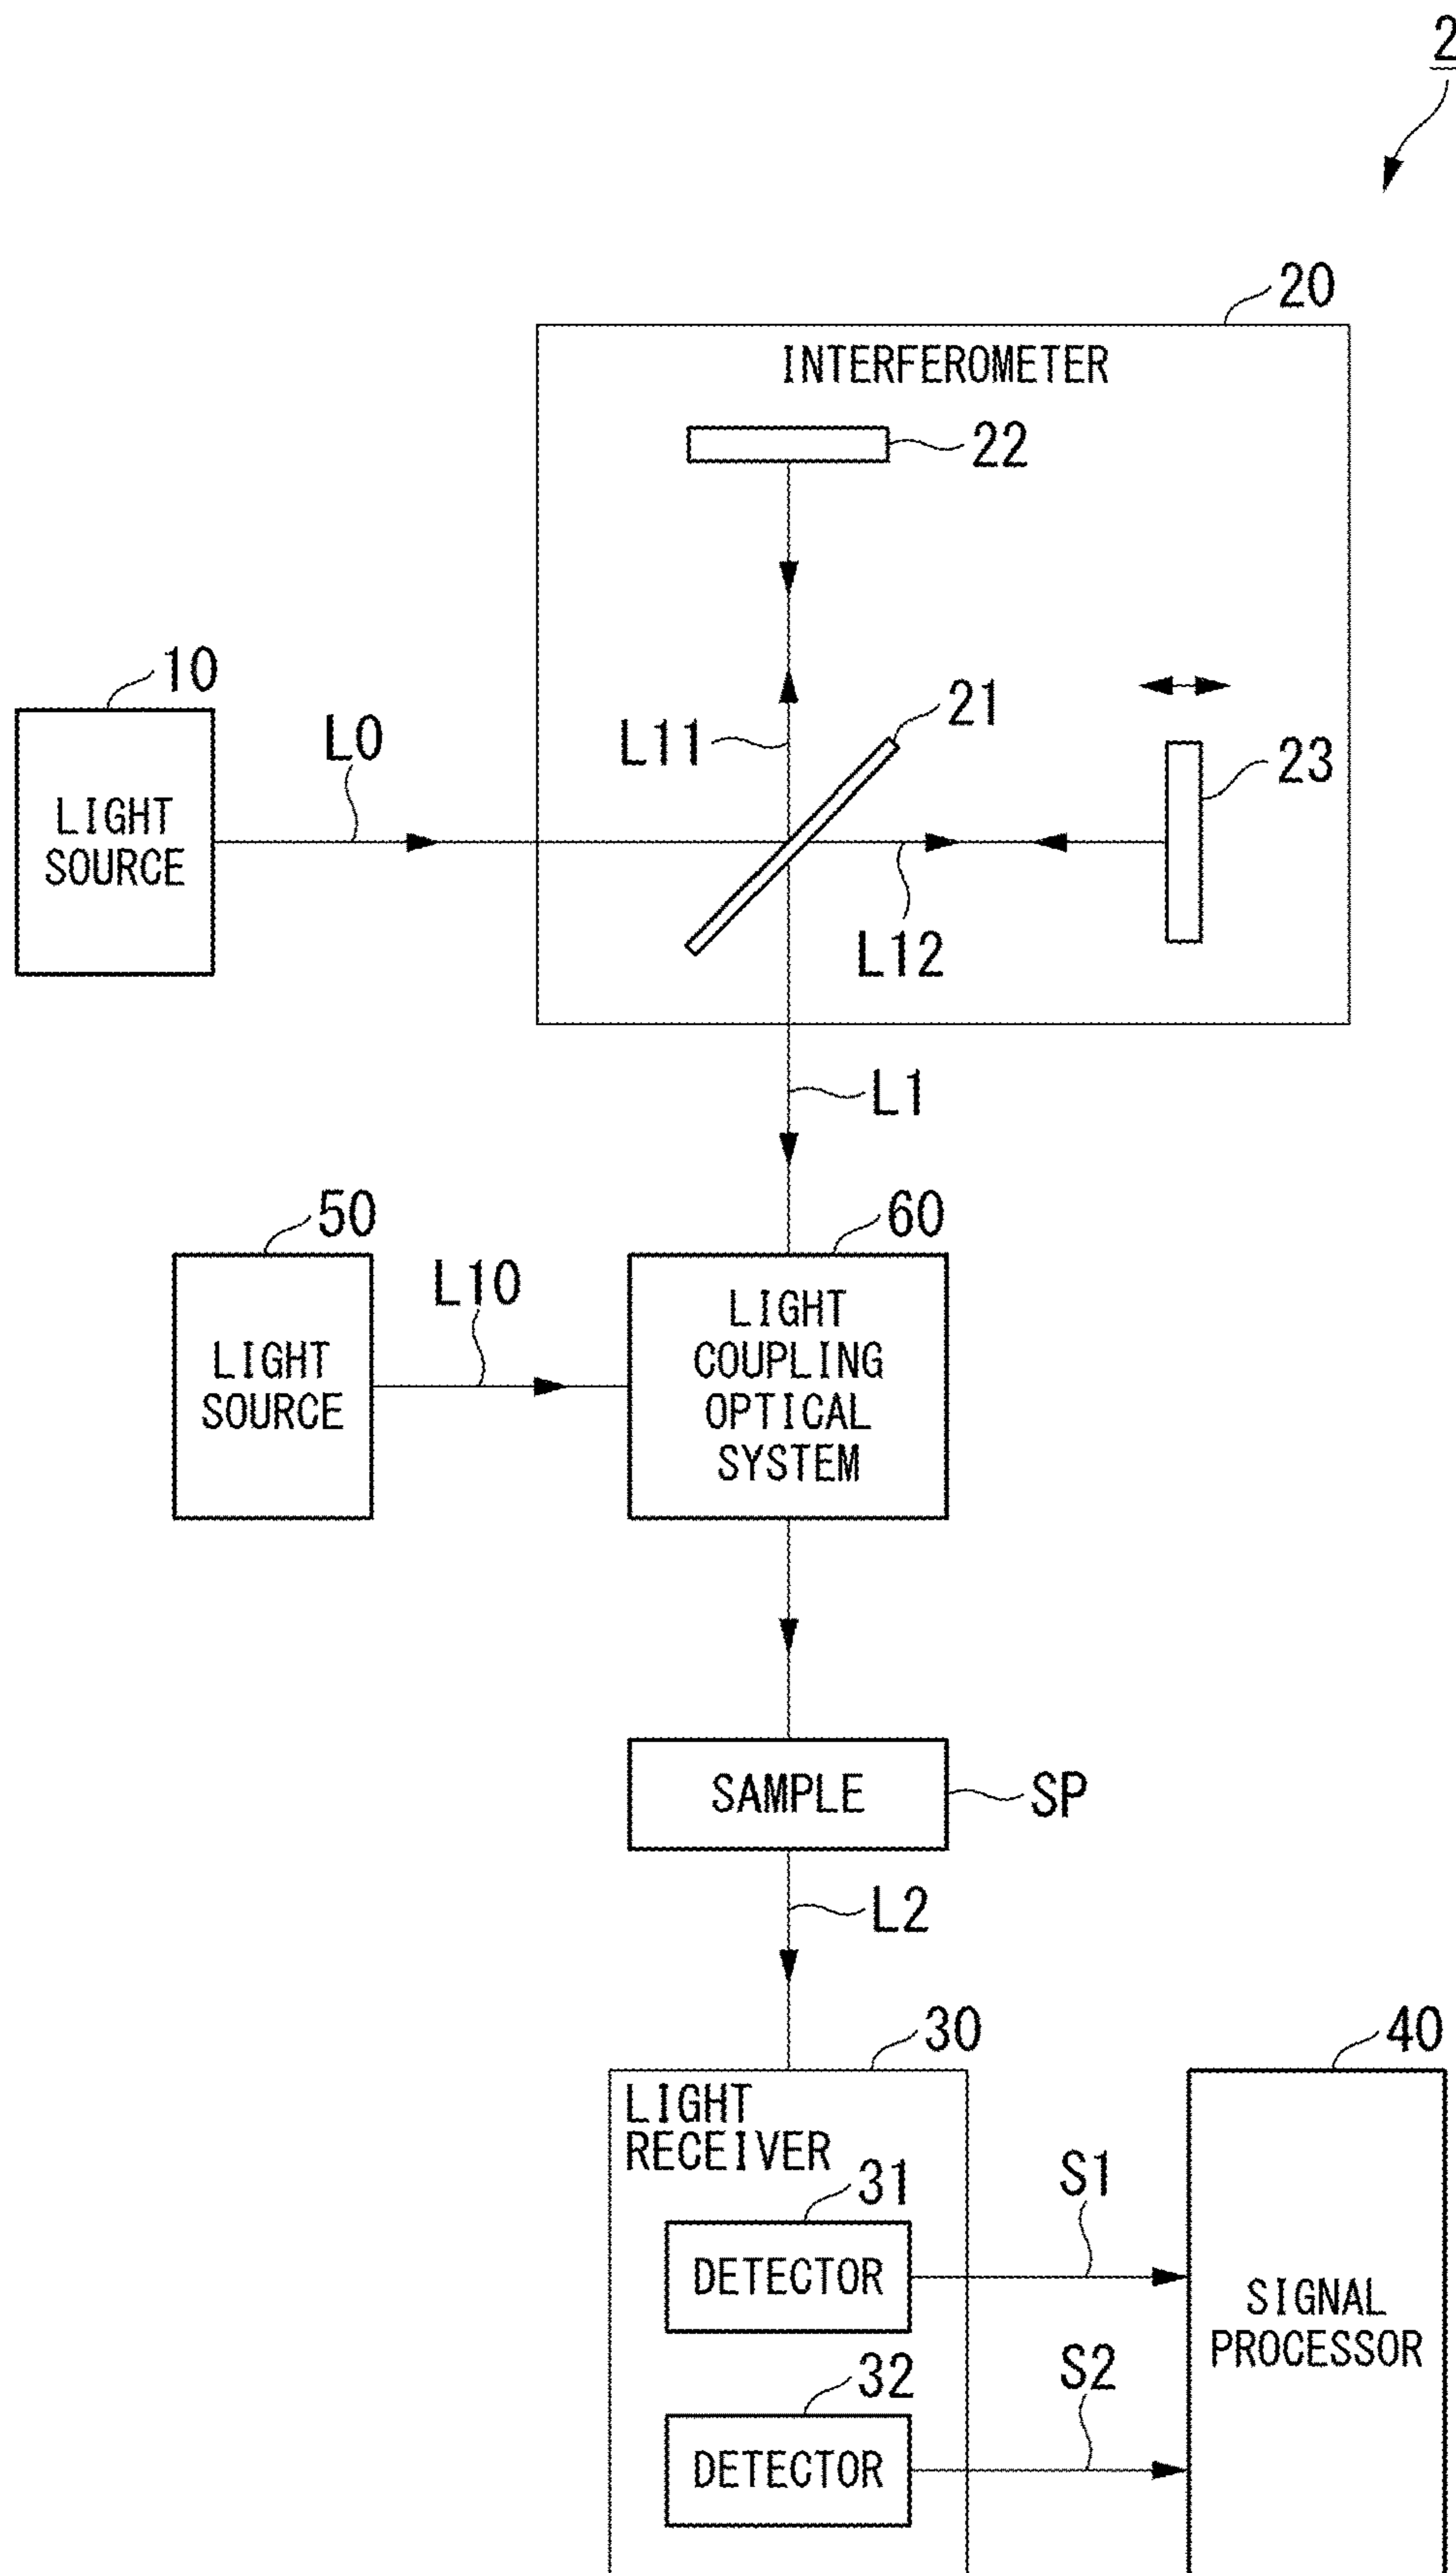 2
20
INTERFEROMETER
22
10
L0
L11
21
23
LIGHT
SOURCE
L12
L1
50
60
L10
LIGHT
SOURCE
LIGHT
COUPLING
OPTICAL
SYSTEM
SAMPLE
SP
L2
30
40
LIGHT
RECEIVER
31
S1
DETECTOR
SIGNAL
PROCESSOR
32
S2
DETECTOR